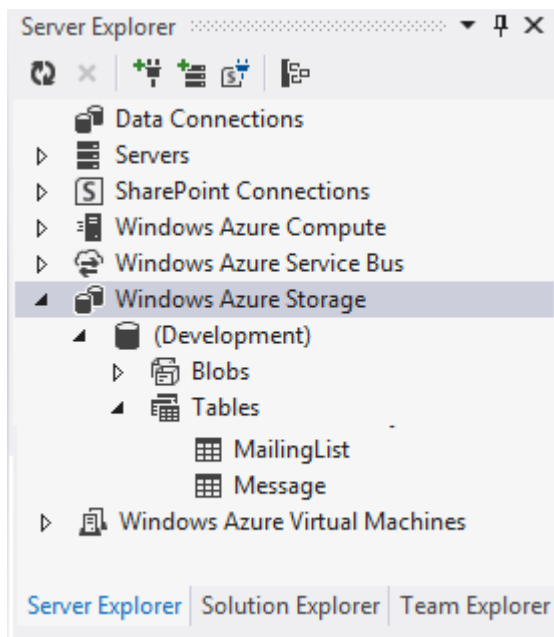 Server Explorer
Data Connections
Servers
SharePoint Connections
Windows Azure Compute
Windows Azure Service Bus
Windows Azure Storage
(Development)
Blobs
Tables
MailingList
Message
Windows Azure Virtual Machines
Server Explorer Solution Explorer Team Explorer